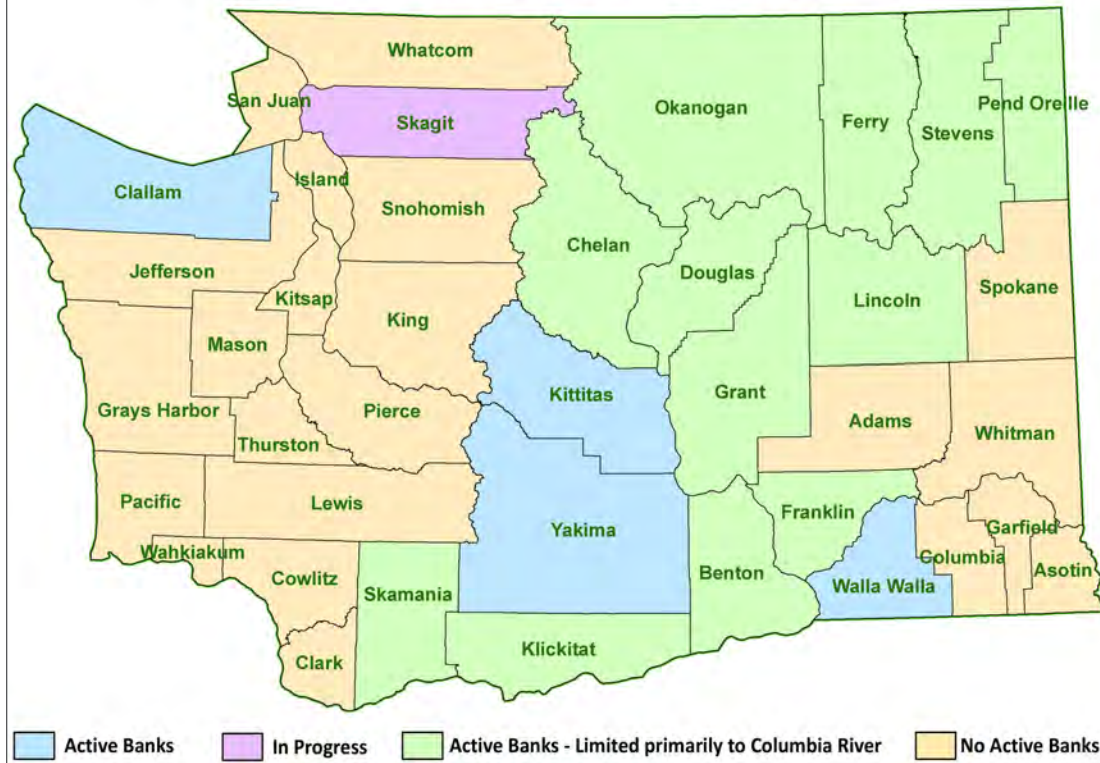 Whatcom
San Juan
Skagit
Okanogan
Ferry
Stevens
Pend Oreille
Clallam
Island
Snohomish
Chelan
Douglas
Jefferson
Kitsap
King
Lincoln
Spokane
Mason
Kittitas
Grant
Grays Harbor
Pierce
Adams
Whitman
Thurston
Pacific
Lewis
Yakima
Franklin
Garfield
Wahkiakum
Cowlitz
Skamania
Benton
Walla Walla
Columbia
Asotin
Klickitat
Clark
Active Banks
In Progress
Active Banks - Limited primarily to Columbia River
No Active Banks